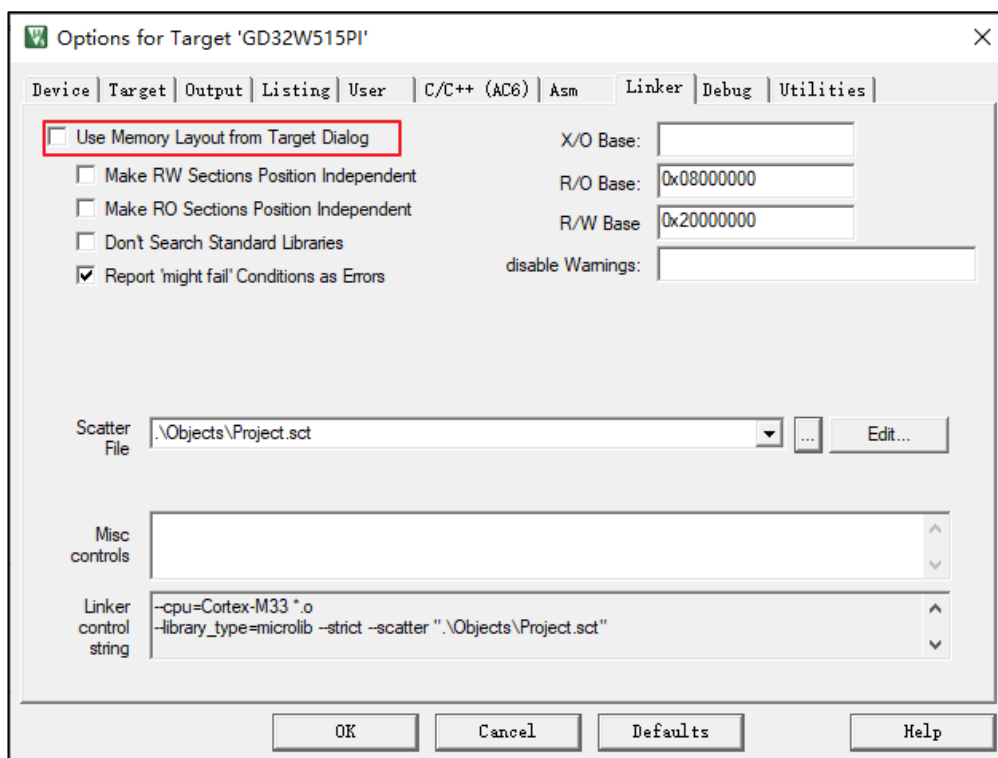 Options for Target 'GD32W515PI'
Device Target Output Listing User C/C++ (AC6) Asm Linker Debug Utilities
Use Memory Layout from Target Dialog
X/O Base:
Make RW Sections Position Independent
R/O Base: 0x08000000
Make RO Sections Position Independent
R/W Base 0x20000000
Don't Search Standard Libraries
disable Warnings:
Report 'might fail' Conditions as Errors
Scatter
File
.\Objects\Project.sct
...
Edit...
Misc
controls
Linker
control
string
--cpu=Cortex-M33 *.o
--library_type=microlib --strict --scatter ".\Objects\Project.sct"
OK Cancel Defaults Help